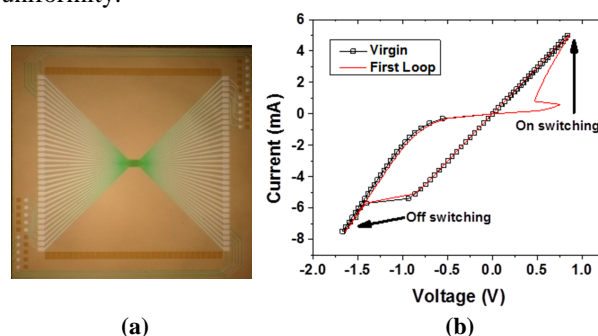 uniformity.
6
4
2
0
-2
-4
-6
-8
Current (mA)
Virgin
First Loop
On switching
Off switching
-2.0 -1.5 -1.0 -0.5 0.0 0.5 1.0
Voltage (V)
(a) (b)